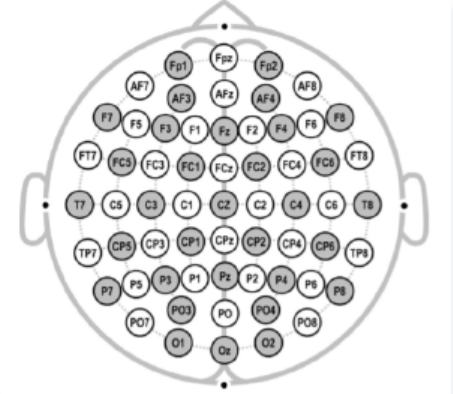 Fp1 Fpz Fp2
AF7 AF3 AFz AF4 AF8
F7 F5 F3 F1 Fz F2 F4 F6 F8
FT7 FC5 FC3 FC1 FCz FC2 FC4 FC6 FT8
T7 C5 C3 C1 CZ C2 C4 C6 T8
TP7 CP5 CP3 CP1 CPz CP2 CP4 CP6 TP8
P7 P5 P3 P1 Pz P2 P4 P6 P8
PO7 PO3 PO PO4 PO8
O1 Oz O2